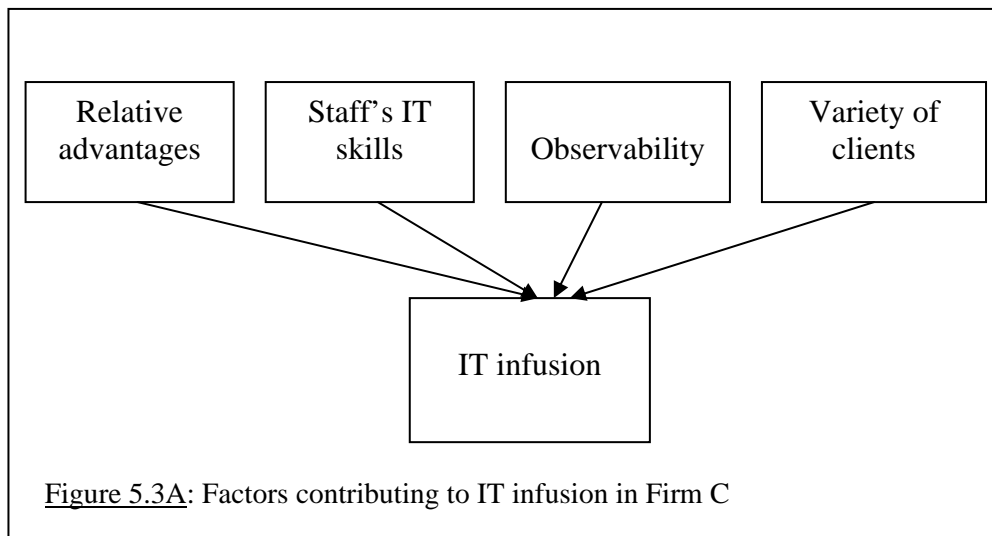 Relative
advantages
Staff’s IT
skills
Observability
Variety of
clients
IT infusion
Figure 5.3A: Factors contributing to IT infusion in Firm C